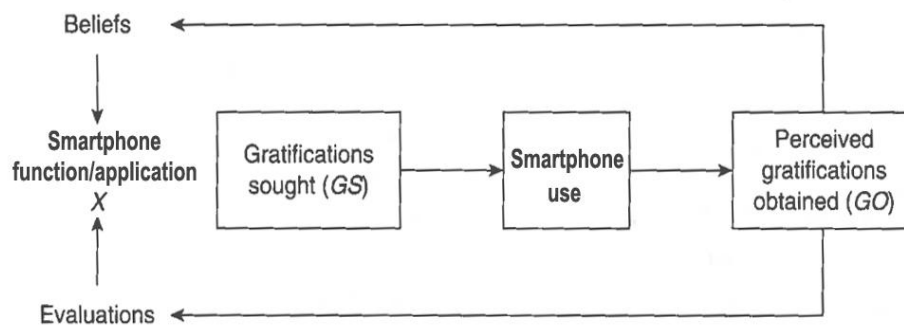 Beliefs
Smartphone
function/application
X
Evaluations
Gratifications
sought (GS)
Smartphone
use
Perceived
gratifications
obtained (GO)